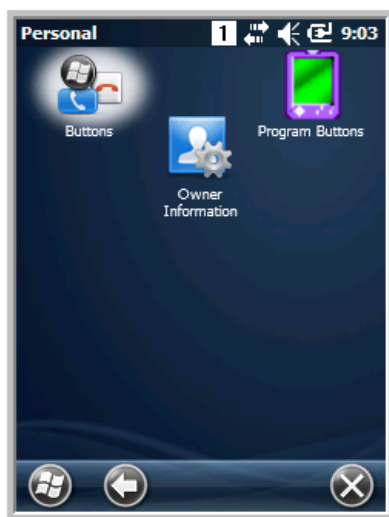 Personal
1
9:03
Buttons
Program Buttons
Owner
Information